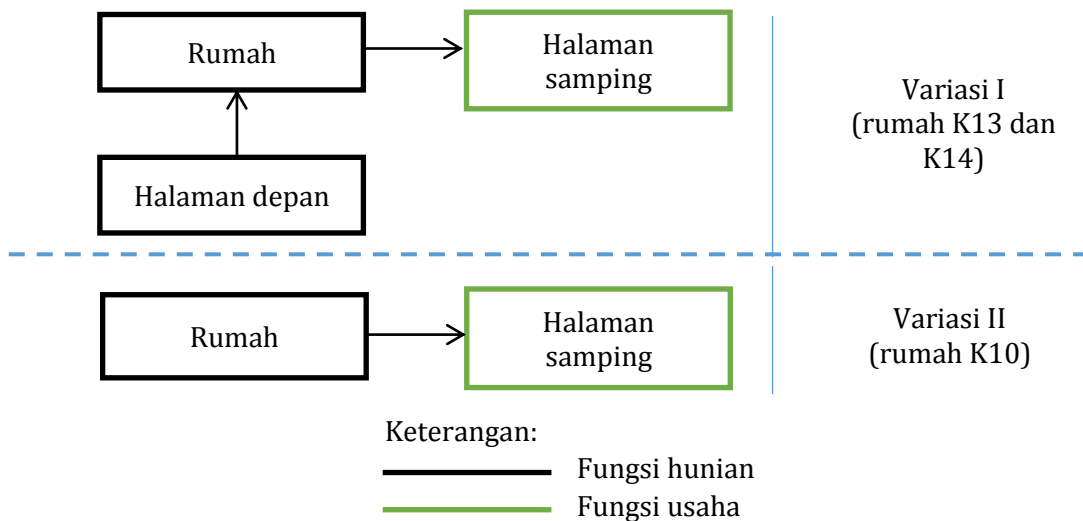 Rumah
Halaman
samping
Halaman depan
Variasi I
(rumah K13 dan
K14)
Rumah
Halaman
samping
Variasi II
(rumah K10)
Keterangan:
Fungsi hunian
Fungsi usaha